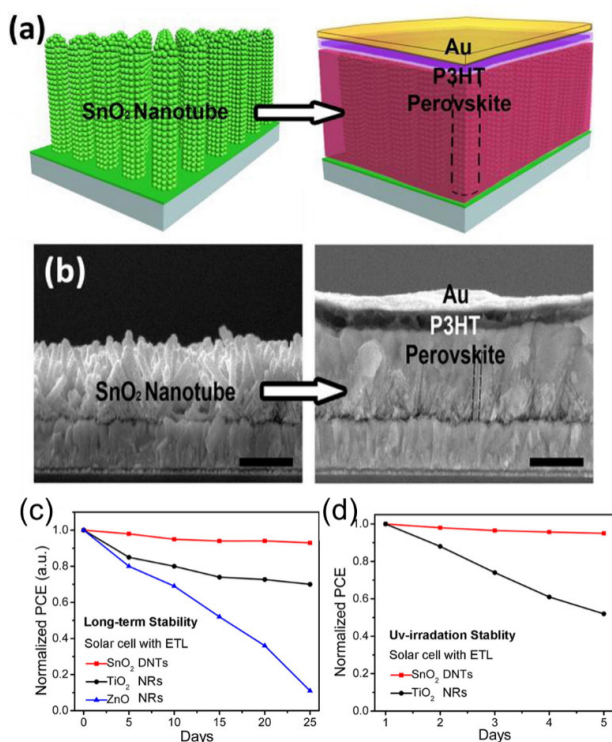 (a)
SnO₂ Nanotube
Au
P3HT
Perovskite
(b)
SnO₂ Nanotube
Au
P3HT
Perovskite
(c)
Normalized PCE (a.u.)
1.0
0.8
0.6
0.4
0.2
0.0
Long-term Stability
Solar cell with ETL
SnO₂ DNTs
TiO₂ NRs
ZnO NRs
0 5 10 15 20 25
Days
(d)
Normalized PCE
1.0
0.8
0.6
0.4
0.2
0.0
Uv-irradiation Stablity
Solar cell with ETL
SnO₂ DNTs
TiO₂ NRs
1 2 3 4 5
Days